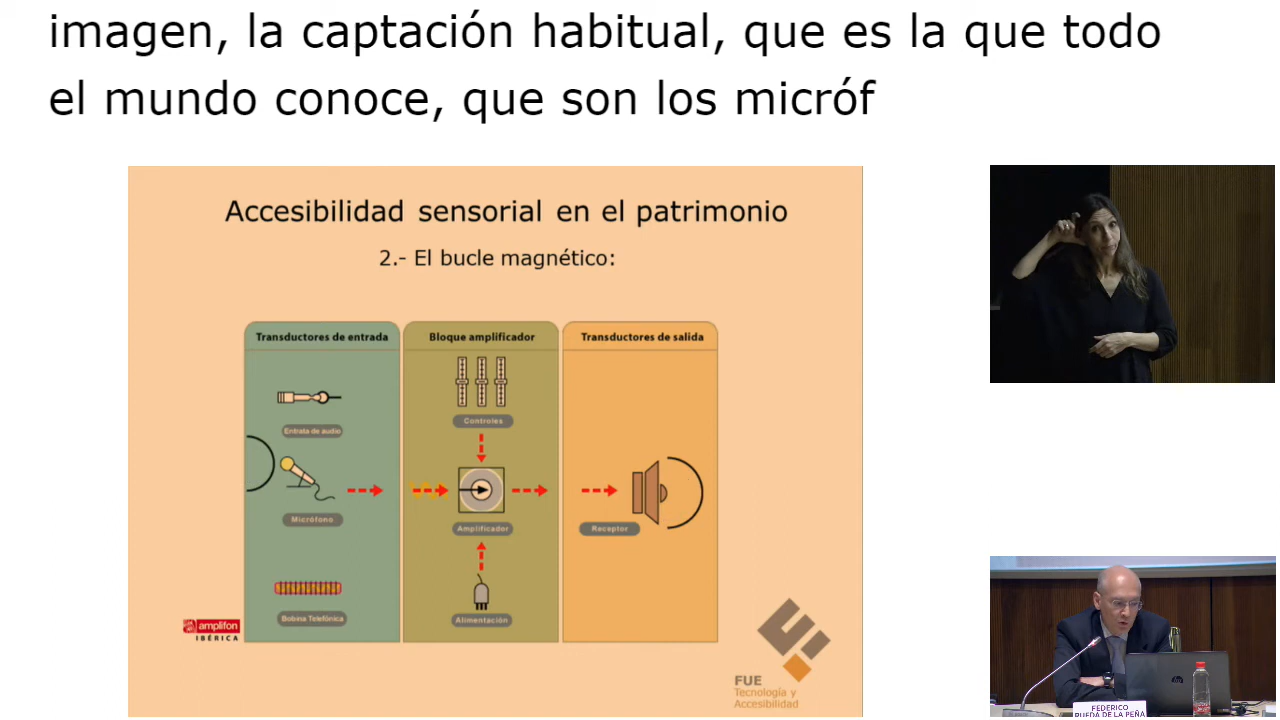 imagen, la captación habitual, que es la que todo
el mundo conoce, que son los micróf
Accesibilidad sensorial en el patrimonio
2.- El bucle magnético:
Transductores de entrada
Bloque amplificador
Transductores de salida
Entrata de audio
Controles
Micrófono
Amplificador
Receptor
Bobina Telefónica
Alimentación
amplifon
IBÉRICA
FUE
Tecnología y
Accesibilidad
FEDERICO
RUEDA DE LA PEÑA